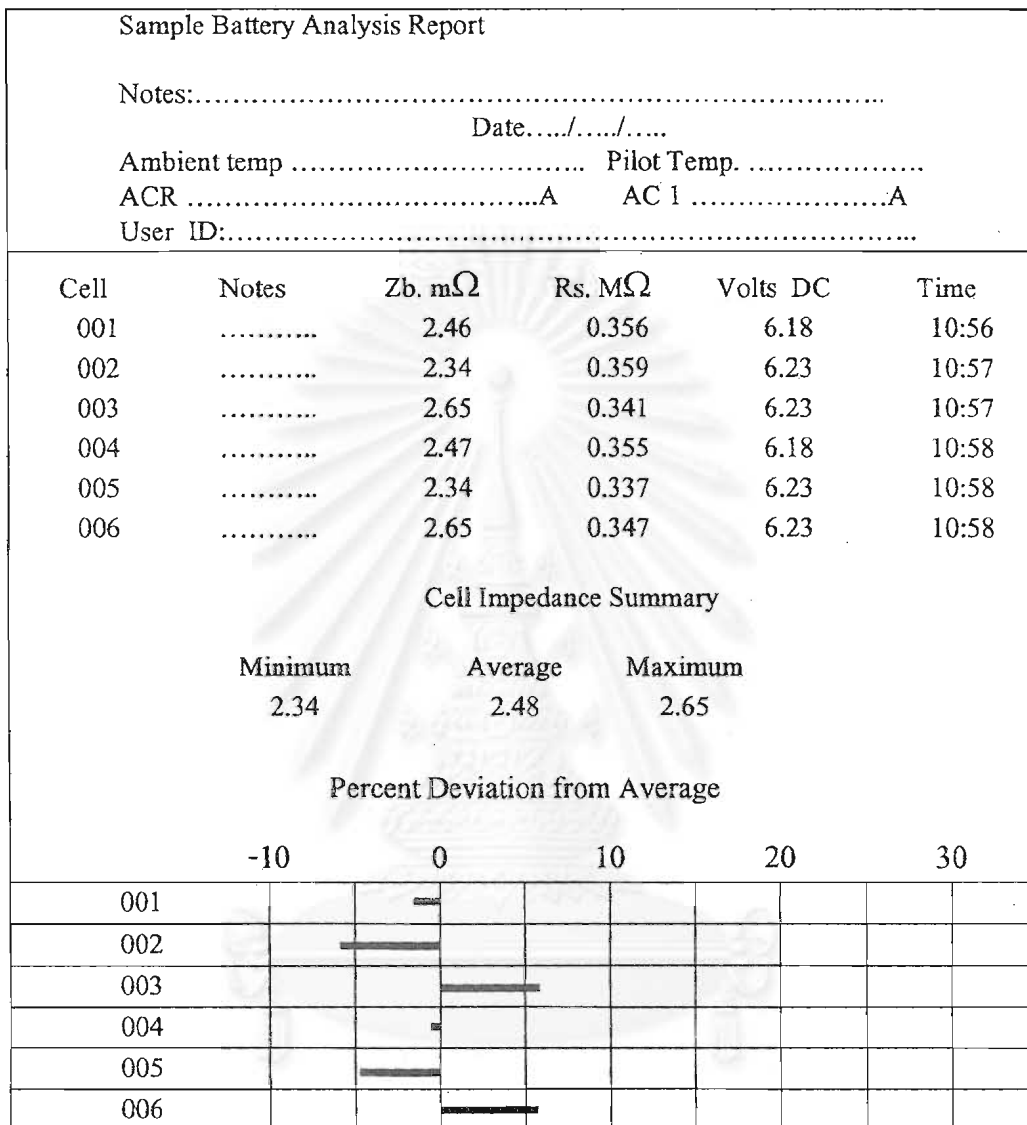 Sample Battery Analysis Report
Notes:..........................................................................
Date...../...../.....
Ambient temp ................................ Pilot Temp. ...................
ACR ......................................A AC 1 .....................A
User ID:..........................................................................
Cell Notes Zb. mΩ Rs. MΩ Volts DC Time
001 ........... 2.46 0.356 6.18 10:56
002 ........... 2.34 0.359 6.23 10:57
003 ........... 2.65 0.341 6.23 10:57
004 ........... 2.47 0.355 6.18 10:58
005 ........... 2.34 0.337 6.23 10:58
006 ........... 2.65 0.347 6.23 10:58
Cell Impedance Summary
Minimum Average Maximum
2.34 2.48 2.65
Percent Deviation from Average
-10 0 10 20 30
001
002
003
004
005
006